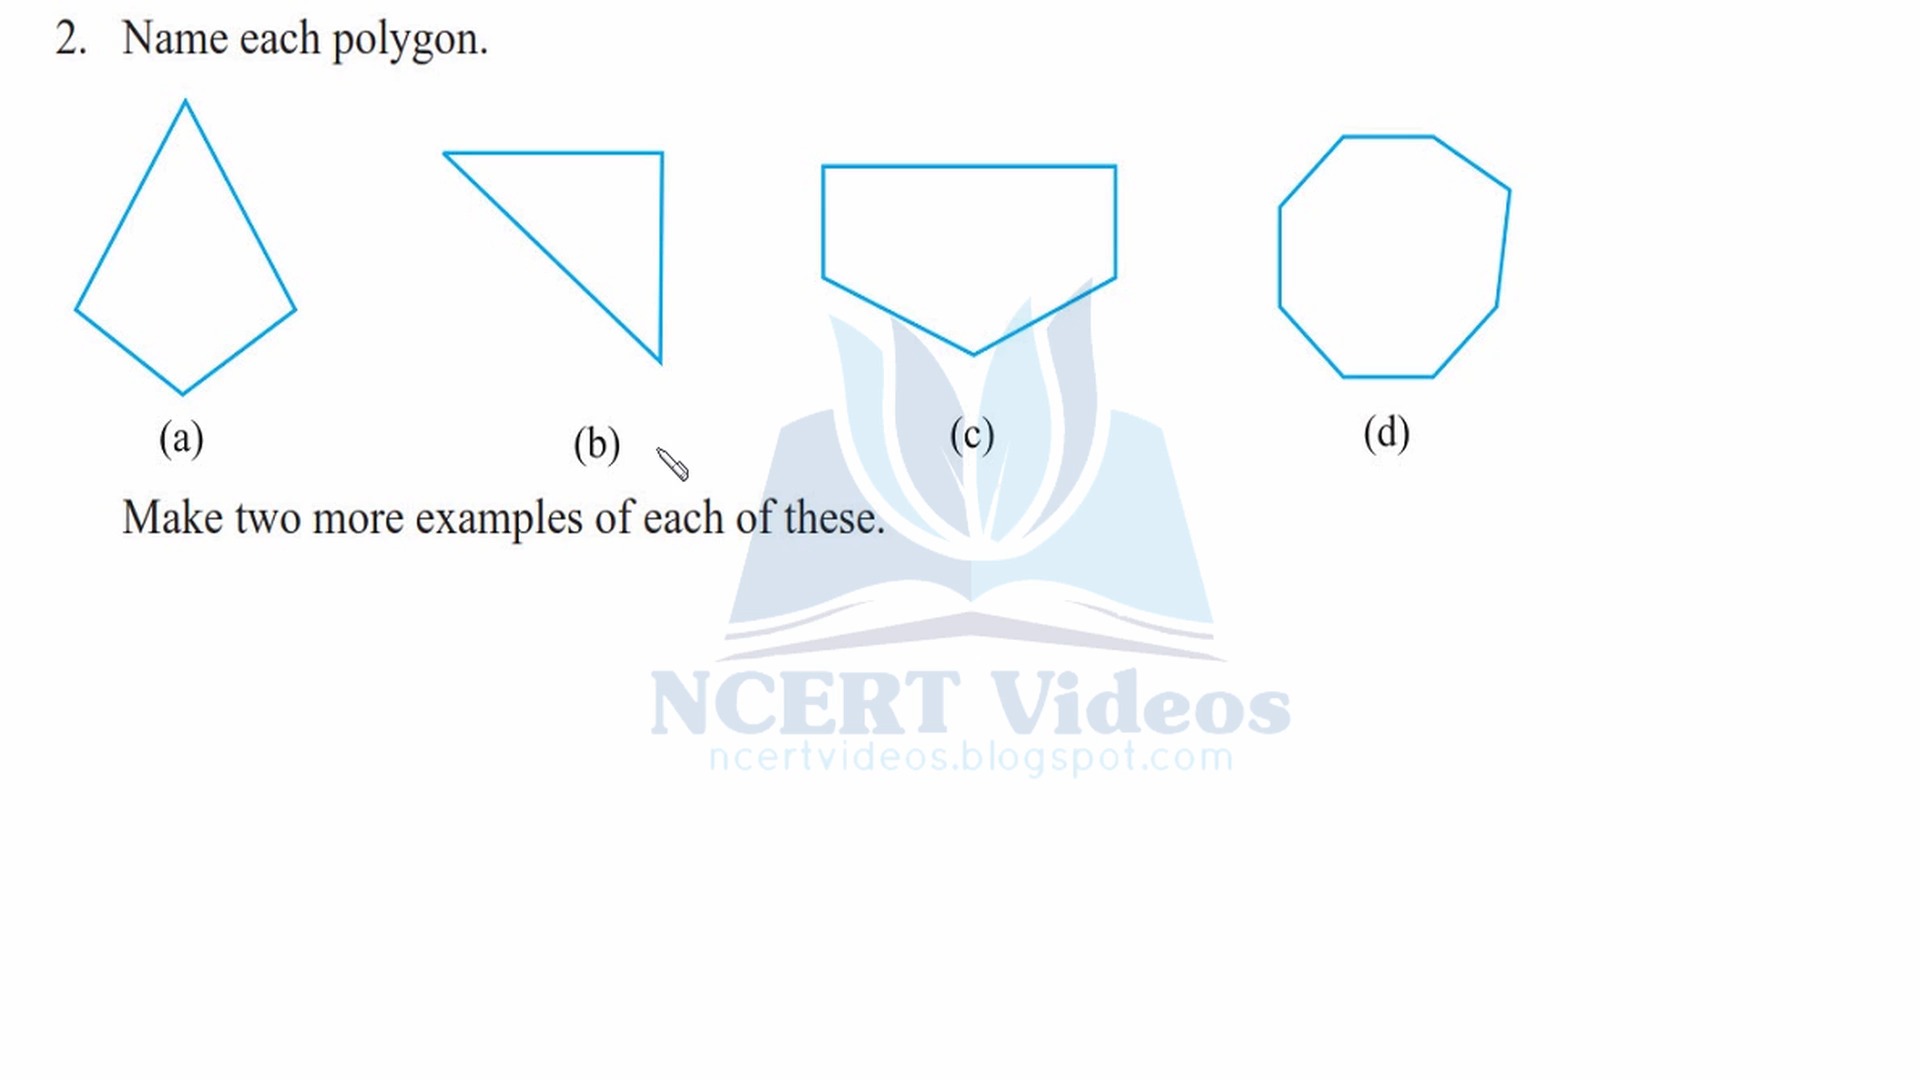 2. Name each polygon.
(a) (b) (c) (d)
Make two more examples of each of these.
NCERT Videos
ncertvideos.blogspot.com